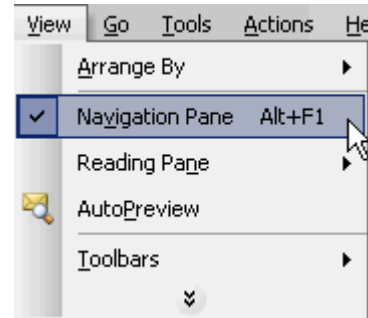 View Go Tools Actions He
Arrange By
Navigation Pane Alt+F1
Reading Pane
AutoPreview
Toolbars